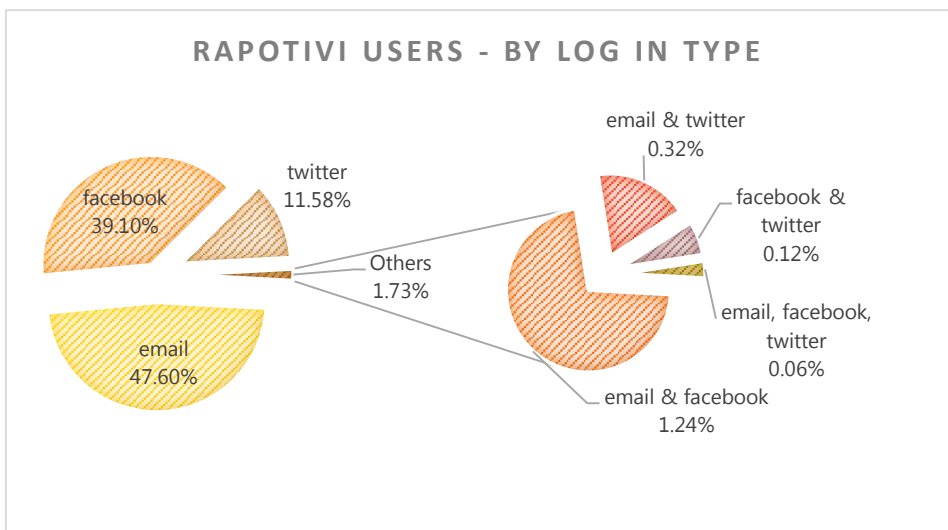 RAPOTIVI USERS - BY LOG IN TYPE
facebook
39.10%
twitter
11.58%
Others
1.73%
email
47.60%
email & twitter
0.32%
facebook &
twitter
0.12%
email, facebook,
twitter
0.06%
email & facebook
1.24%